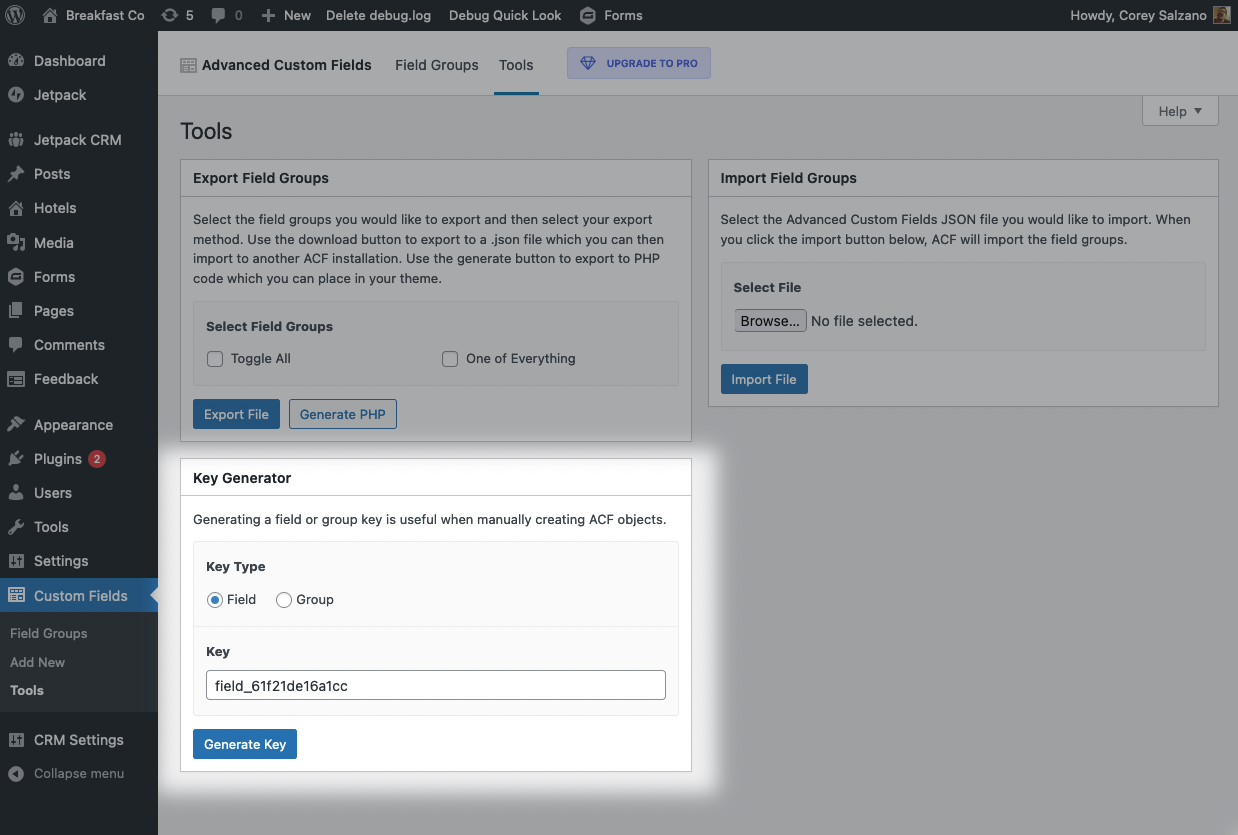 Breakfast Co
5
0
New
Delete debug.log
Debug Quick Look
Forms
Howdy, Corey Salzano
Dashboard
Jetpack
Jetpack CRM
Posts
Hotels
Media
Forms
Pages
Comments
Feedback
Appearance
Plugins 2
Users
Tools
Settings
Custom Fields
Field Groups
Add New
Tools
CRM Settings
Collapse menu
Advanced Custom Fields
Field Groups
Tools
UPGRADE TO PRO
Help
Tools
Export Field Groups
Select the field groups you would like to export and then select your export
method. Use the download button to export to a .json file which you can then
import to another ACF installation. Use the generate button to export to PHP
code which you can place in your theme.
Select Field Groups
Toggle All
One of Everything
Export File
Generate PHP
Import Field Groups
Select the Advanced Custom Fields JSON file you would like to import. When
you click the import button below, ACF will import the field groups.
Select File
Browse... No file selected.
Import File
Key Generator
Generating a field or group key is useful when manually creating ACF objects.
Key Type
Field
Group
Key
field_61f21de16a1cc
Generate Key